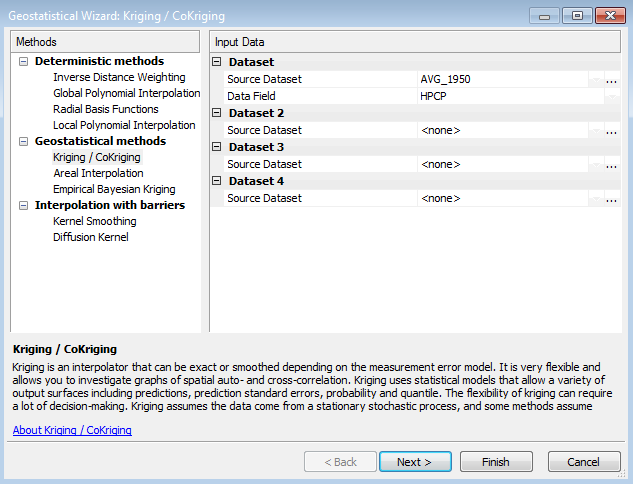 Geostatistical Wizard: Kriging / CoKriging
Methods
Deterministic methods
Inverse Distance Weighting
Global Polynomial Interpolation
Radial Basis Functions
Local Polynomial Interpolation
Geostatistical methods
Kriging / CoKriging
Areal Interpolation
Empirical Bayesian Kriging
Interpolation with barriers
Kernel Smoothing
Diffusion Kernel
Input Data
Dataset
Source Dataset AVG_1950 ...
Data Field HPCP
Dataset 2
Source Dataset <none> ...
Dataset 3
Source Dataset <none> ...
Dataset 4
Source Dataset <none> ...
Kriging / CoKriging
Kriging is an interpolator that can be exact or smoothed depending on the measurement error model. It is very flexible and
allows you to investigate graphs of spatial auto- and cross-correlation. Kriging uses statistical models that allow a variety of
output surfaces including predictions, prediction standard errors, probability and quantile. The flexibility of kriging can require
a lot of decision-making. Kriging assumes the data come from a stationary stochastic process, and some methods assume
About Kriging / CoKriging
< Back Next > Finish Cancel